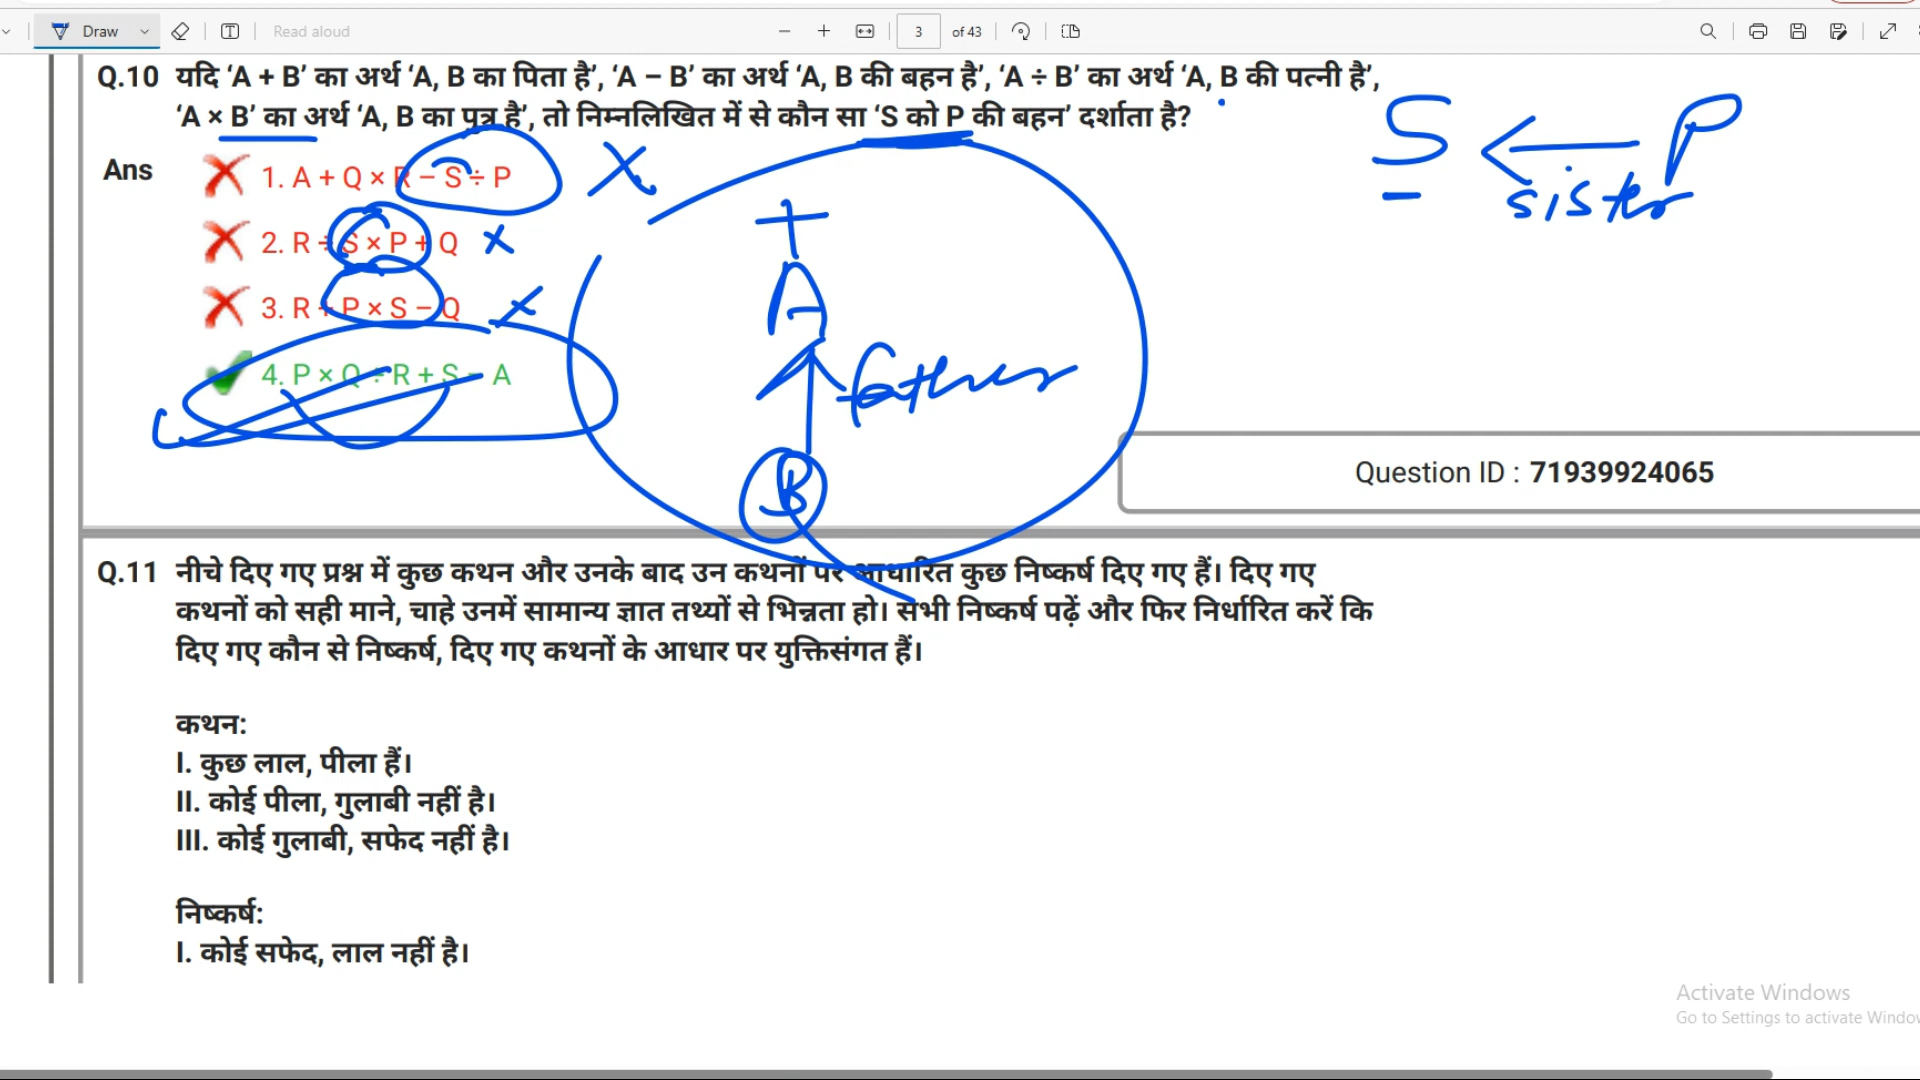 Draw
Read aloud
3 of 43
Q.10 यदि ‘A + B’ का अर्थ ‘A, B का पिता है’, ‘A – B’ का अर्थ ‘A, B की बहन है’, ‘A ÷ B’ का अर्थ ‘A, B की पत्नी है’,
‘A × B’ का अर्थ ‘A, B का पुत्र है’, तो निम्नलिखित में से कौन सा ‘S को P की बहन’ दर्शाता है?
S P
sister
Ans
1. A + Q × R – S ÷ P
2. R ÷ S × P + Q
3. R + P × S – Q
4. P × Q ÷ R + S – A
+
A
father
B
Question ID : 71939924065
Q.11 नीचे दिए गए प्रश्न में कुछ कथन और उनके बाद उन कथनों पर आधारित कुछ निष्कर्ष दिए गए हैं। दिए गए
कथनों को सही माने, चाहे उनमें सामान्य ज्ञात तथ्यों से भिन्नता हो। सभी निष्कर्ष पढ़ें और फिर निर्धारित करें कि
दिए गए कौन से निष्कर्ष, दिए गए कथनों के आधार पर युक्तिसंगत हैं।
कथन:
I. कुछ लाल, पीला हैं।
II. कोई पीला, गुलाबी नहीं है।
III. कोई गुलाबी, सफेद नहीं है।
निष्कर्ष:
I. कोई सफेद, लाल नहीं है।
Activate Windows
Go to Settings to activate Windows